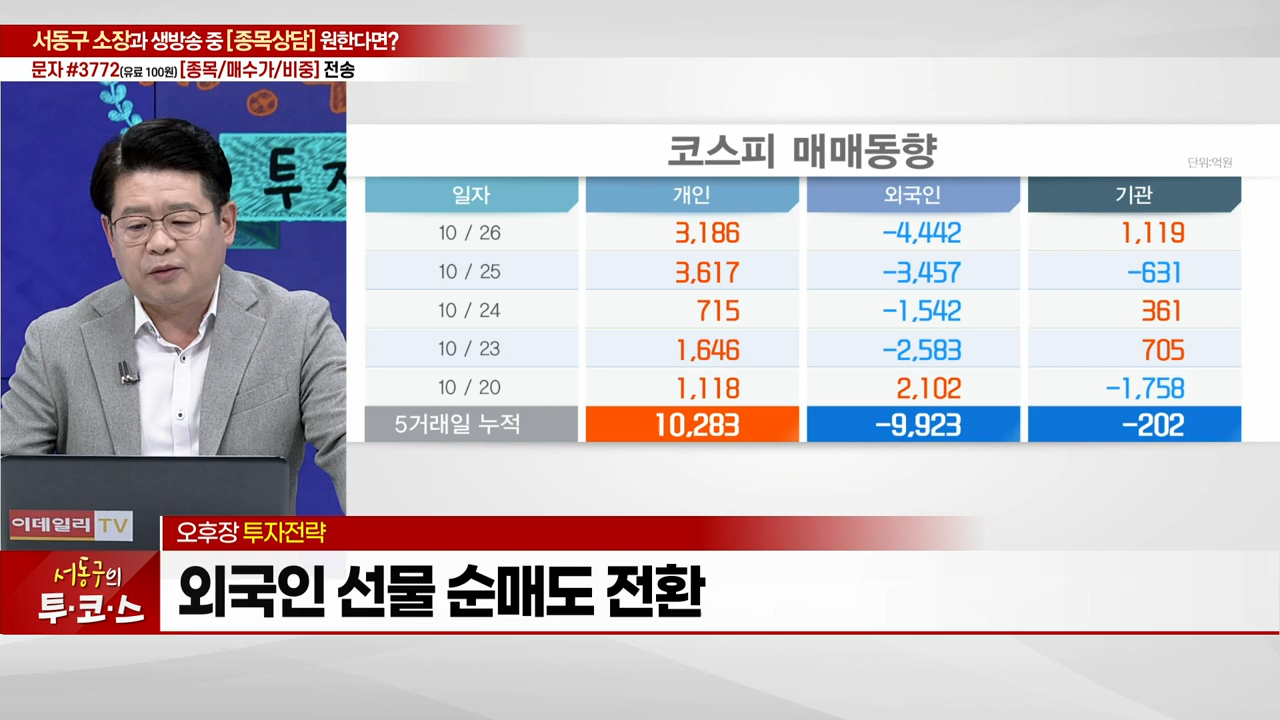 서동구 소장과 생방송 중 [종목상담] 원한다면?
문자 #3772(유료 100원) [종목/매수가/비중] 전송
투자
코스피 매매동향
단위:억원
일자 개인 외국인 기관
10 / 26 3,186 -4,442 1,119
10 / 25 3,617 -3,457 -631
10 / 24 715 -1,542 361
10 / 23 1,646 -2,583 705
10 / 20 1,118 2,102 -1,758
5거래일 누적 10,283 -9,923 -202
이데일리 TV
오후장 투자전략
서동구의
투·코·스
외국인 선물 순매도 전환